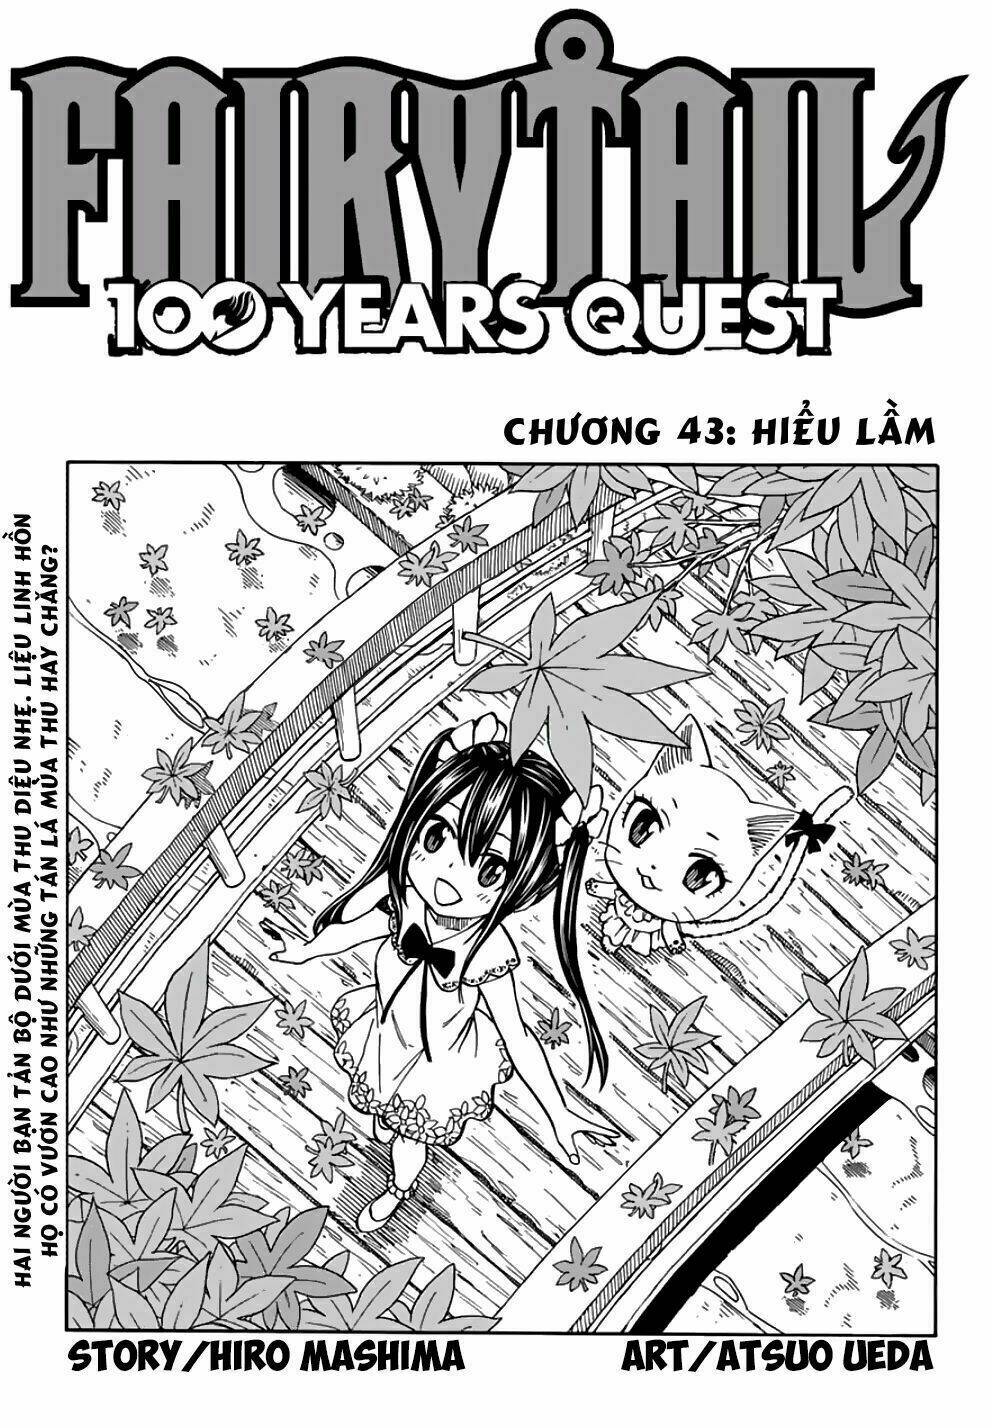 FAIRY TAIL
100 YEARS QUEST
CHƯƠNG 43: HIỂU LẦM
HAI NGƯỜI BẠN TẢN BỘ DƯỚI MÙA THU DIỆU NHẸ. LIỆU LINH HỒN
HỌ CÓ VƯƠN CAO NHƯ NHỮNG TÁN LÁ MÙA THU HAY CHĂNG?
STORY/HIRO MASHIMA
ART/ATSUO UEDA